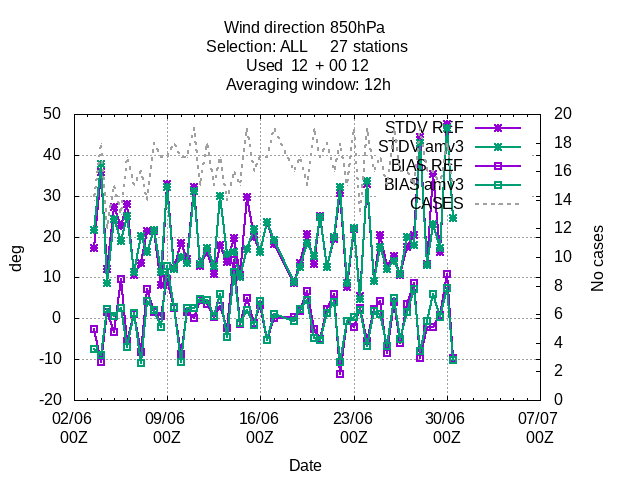 Wind direction 850hPa
Selection: ALL 27 stations
Used 12 + 00 12
Averaging window: 12h
50
40
30
20
10
0
-10
-20
deg
20
18
16
14
12
10
8
6
4
2
0
No cases
STDV REF
STDV amv3
BIAS REF
BIAS amv3
CASES
02/06 09/06 16/06 23/06 30/06 07/07
00Z 00Z 00Z 00Z 00Z 00Z
Date